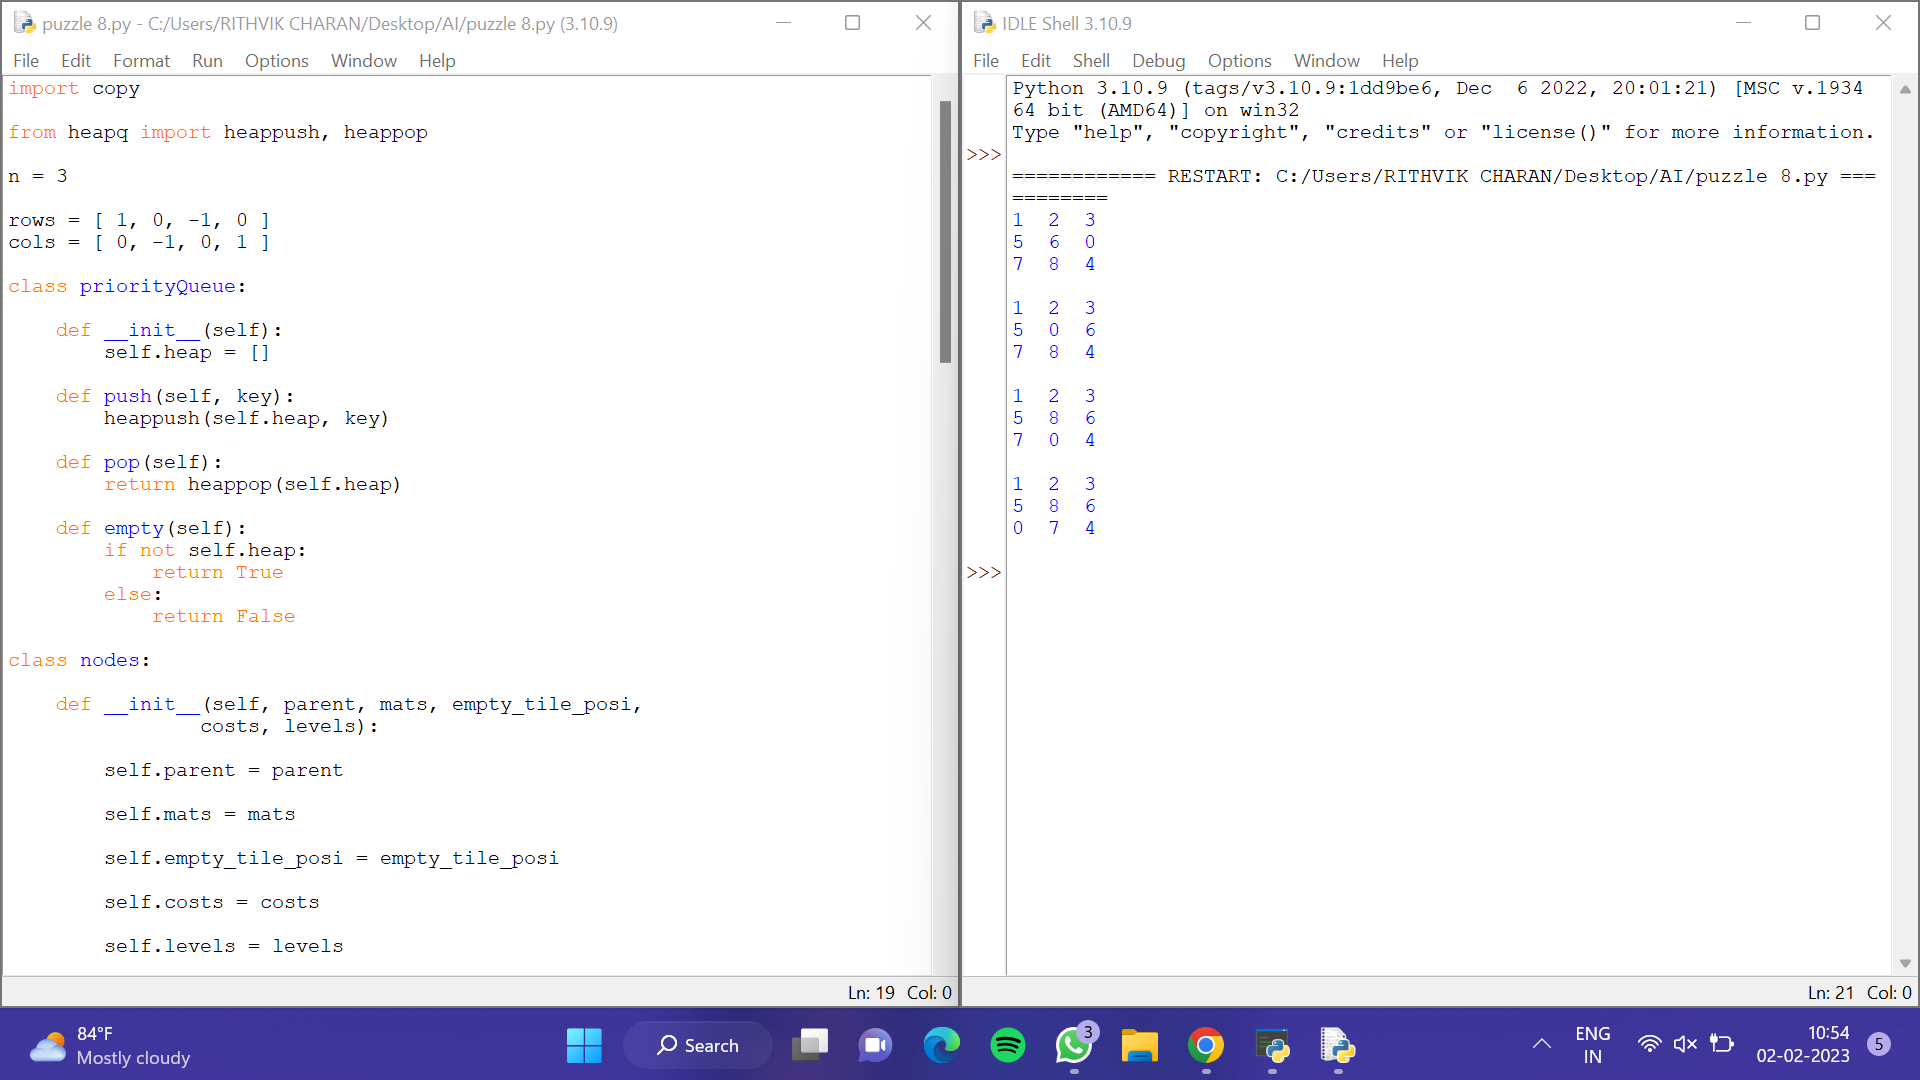 puzzle 8.py - C:/Users/RITHVIK CHARAN/Desktop/AI/puzzle 8.py (3.10.9)
File Edit Format Run Options Window Help
import copy
from heapq import heappush, heappop
n = 3
rows = [ 1, 0, -1, 0 ]
cols = [ 0, -1, 0, 1 ]
class priorityQueue:
    def __init__(self):
        self.heap = []
    def push(self, key):
        heappush(self.heap, key)
    def pop(self):
        return heappop(self.heap)
    def empty(self):
        if not self.heap:
            return True
        else:
            return False
class nodes:
    def __init__(self, parent, mats, empty_tile_posi,
                costs, levels):
        self.parent = parent
        self.mats = mats
        self.empty_tile_posi = empty_tile_posi
        self.costs = costs
        self.levels = levels
Ln: 19 Col: 0
IDLE Shell 3.10.9
File Edit Shell Debug Options Window Help
Python 3.10.9 (tags/v3.10.9:1dd9be6, Dec  6 2022, 20:01:21) [MSC v.1934
64 bit (AMD64)] on win32
Type "help", "copyright", "credits" or "license()" for more information.
>>>
============ RESTART: C:/Users/RITHVIK CHARAN/Desktop/AI/puzzle 8.py ===
========
1 2 3
5 6 0
7 8 4
1 2 3
5 0 6
7 8 4
1 2 3
5 8 6
7 0 4
1 2 3
5 8 6
0 7 4
>>>
Ln: 21 Col: 0
84°F
Mostly cloudy
Search
3
ENG
IN
10:54
02-02-2023
5